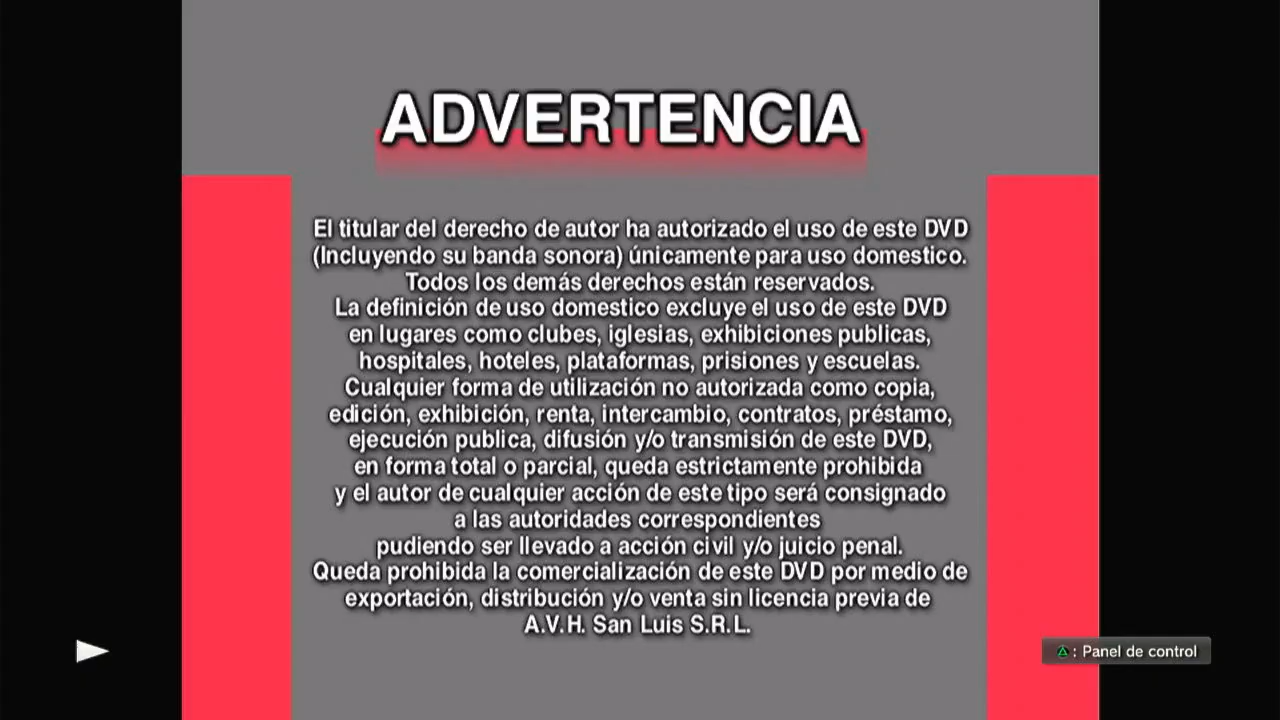 ADVERTENCIA
El titular del derecho de autor ha autorizado el uso de este DVD
(Incluyendo su banda sonora) únicamente para uso domestico.
Todos los demás derechos están reservados.
La definición de uso domestico excluye el uso de este DVD
en lugares como clubes, iglesias, exhibiciones publicas,
hospitales, hoteles, plataformas, prisiones y escuelas.
Cualquier forma de utilización no autorizada como copia,
edición, exhibición, renta, intercambio, contratos, préstamo,
ejecución publica, difusión y/o transmisión de este DVD,
en forma total o parcial, queda estrictamente prohibida
y el autor de cualquier acción de este tipo será consignado
a las autoridades correspondientes
pudiendo ser llevado a acción civil y/o juicio penal.
Queda prohibida la comercialización de este DVD por medio de
exportación, distribución y/o venta sin licencia previa de
A.V.H. San Luis S.R.L.
: Panel de control